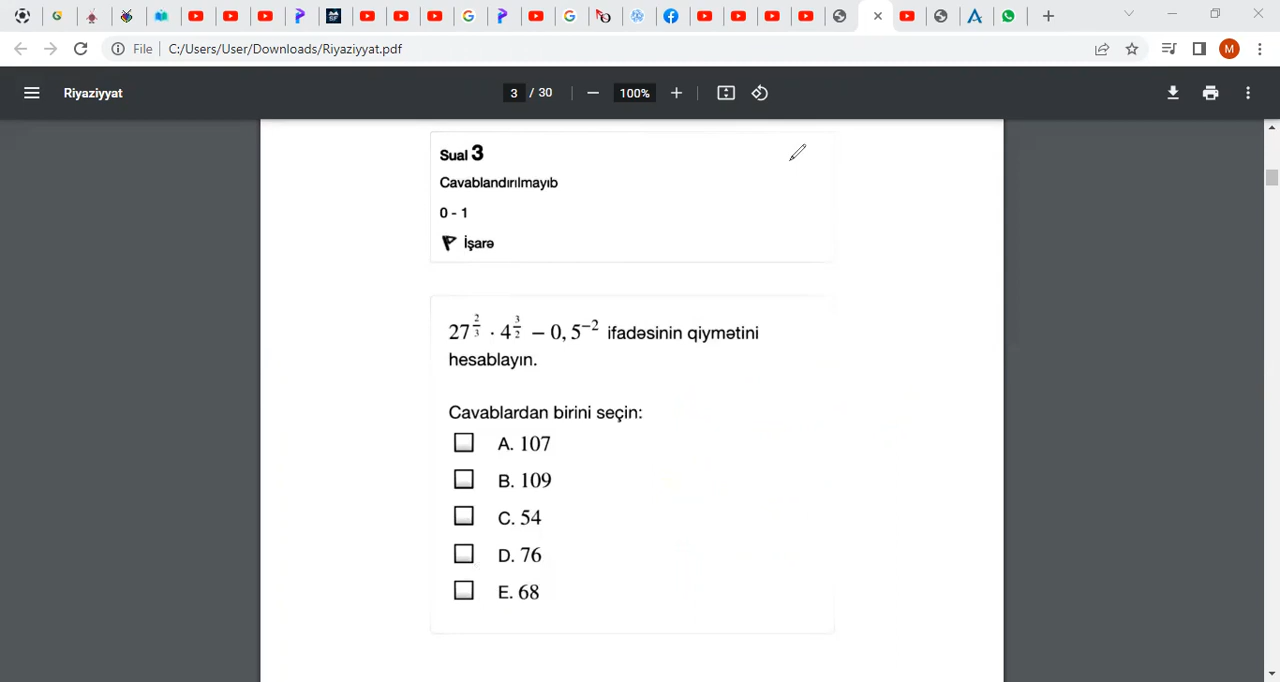 File C:/Users/User/Downloads/Riyaziyyat.pdf
M
Riyaziyyat
3 / 30
100%
Sual 3
Cavablandırılmayıb
0 - 1
İşarə
27^{2/3} · 4^{3/2} − 0, 5^{−2} ifadəsinin qiymətini
hesablayın.
Cavablardan birini seçin:
A. 107
B. 109
C. 54
D. 76
E. 68